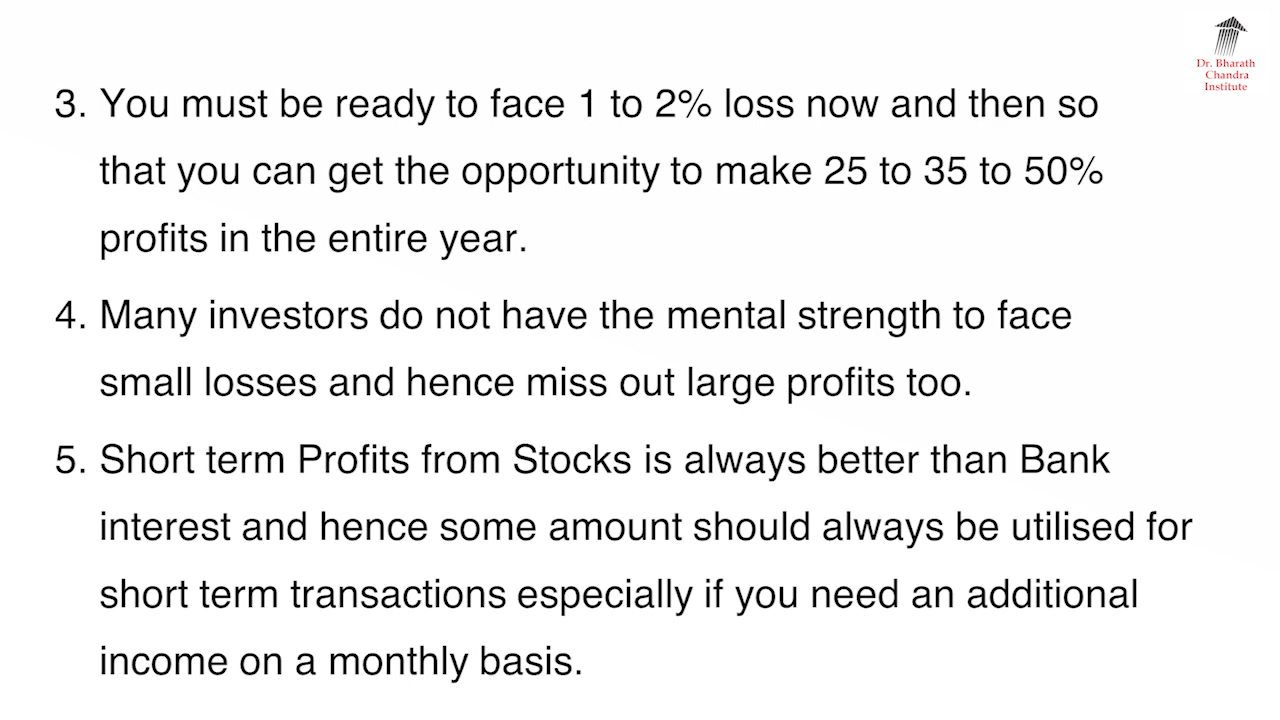 Dr. Bharath
Chandra
Institute
3. You must be ready to face 1 to 2% loss now and then so
that you can get the opportunity to make 25 to 35 to 50%
profits in the entire year.
4. Many investors do not have the mental strength to face
small losses and hence miss out large profits too.
5. Short term Profits from Stocks is always better than Bank
interest and hence some amount should always be utilised for
short term transactions especially if you need an additional
income on a monthly basis.